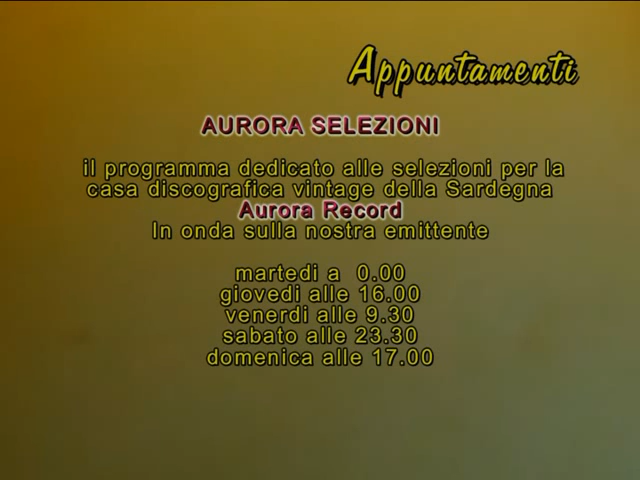 Appuntamenti
AURORA SELEZIONI
il programma dedicato alle selezioni per la
casa discografica vintage della Sardegna
Aurora Record
In onda sulla nostra emittente
martedi a 0.00
giovedi alle 16.00
venerdi alle 9.30
sabato alle 23.30
domenica alle 17.00